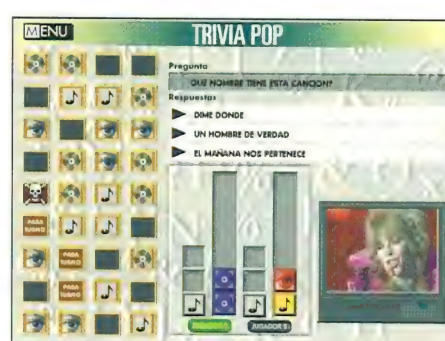 MENU
TRIVIA POP
Pregunta
QUE NOMBRE TIENE ESTA CANCION?
Respuestas
DIME DONDE
UN HOMBRE DE VERDAD
EL MAÑANA NOS PERTENECE
PASA
TURNO
PASA
TURNO
PASA
TURNO
JUGADOR B